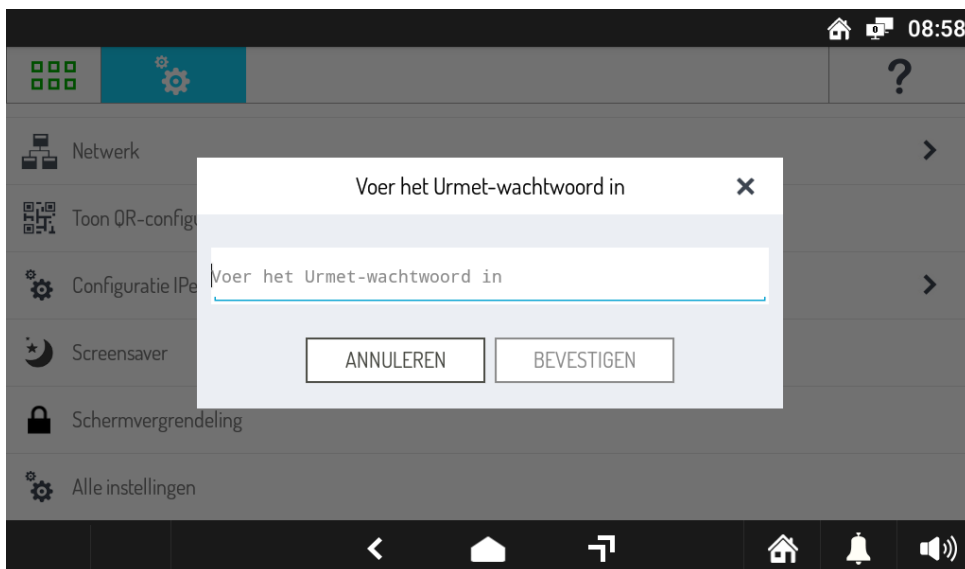 08:58
?
Netwerk
Voer het Urmet-wachtwoord in
Toon QR-configu
Voer het Urmet-wachtwoord in
Configuratie IPe
Screensaver
ANNULEREN
BEVESTIGEN
Schermvergrendeling
Alle instellingen